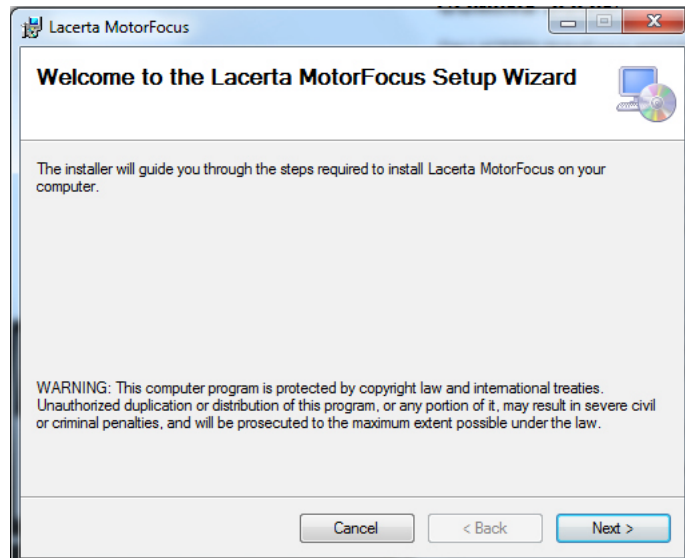 Lacerta MotorFocus
Welcome to the Lacerta MotorFocus Setup Wizard
The installer will guide you through the steps required to install Lacerta MotorFocus on your
computer.
WARNING: This computer program is protected by copyright law and international treaties.
Unauthorized duplication or distribution of this program, or any portion of it, may result in severe civil
or criminal penalties, and will be prosecuted to the maximum extent possible under the law.
Cancel
< Back
Next >